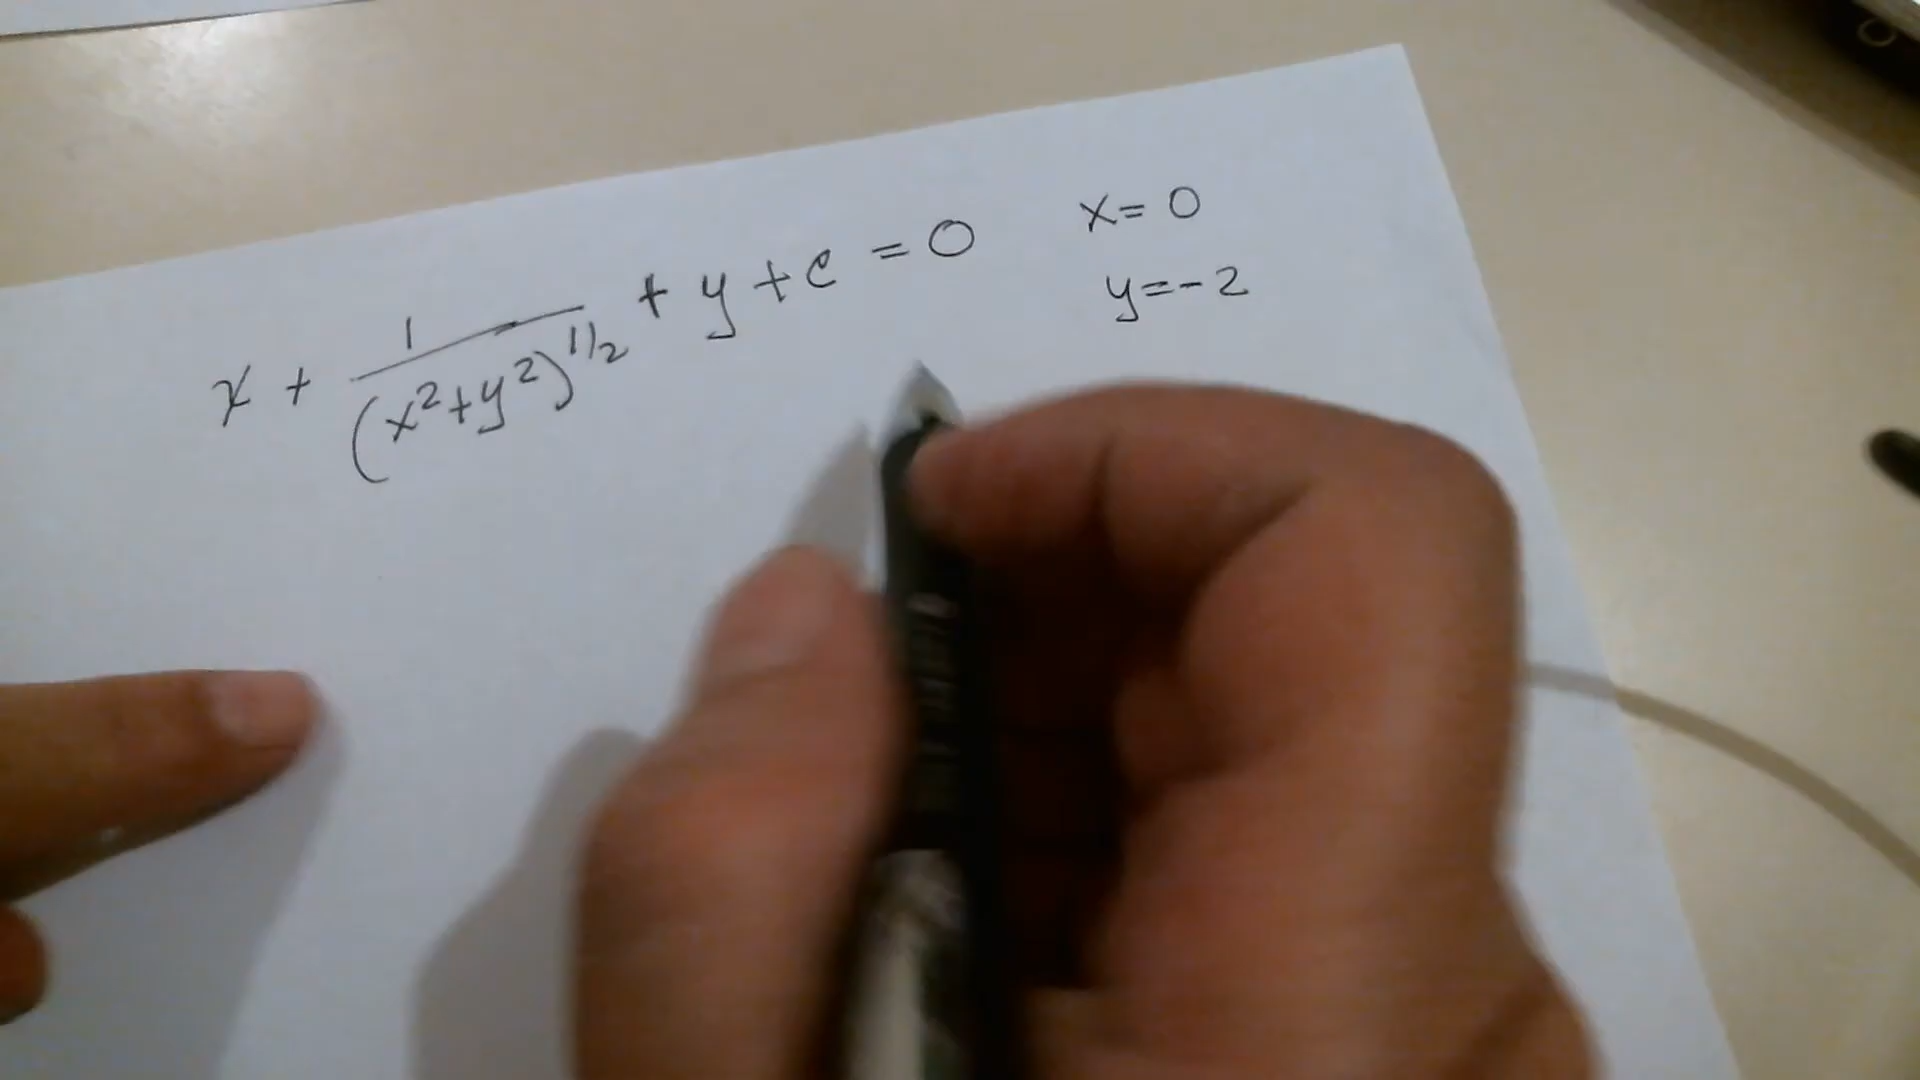 x + 1/(x²+y²)^1/2 + y + c = 0
x = 0
y = -2